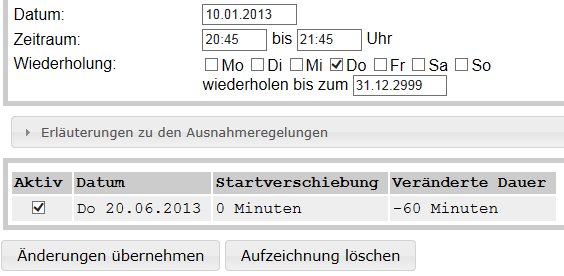 Datum: 10.01.2013
Zeitraum: 20:45 bis 21:45 Uhr
Wiederholung: Mo Di Mi Do Fr Sa So
wiederholen bis zum 31.12.2999
Erläuterungen zu den Ausnahmeregelungen
Aktiv Datum Startverschiebung Veränderte Dauer
Do 20.06.2013 0 Minuten -60 Minuten
Änderungen übernehmen Aufzeichnung löschen